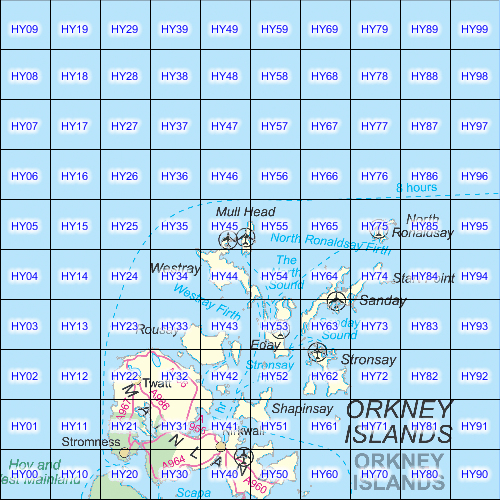 HY09 HY19 HY29 HY39 HY49 HY59 HY69 HY79 HY89 HY99
HY08 HY18 HY28 HY38 HY48 HY58 HY68 HY78 HY88 HY98
HY07 HY17 HY27 HY37 HY47 HY57 HY67 HY77 HY87 HY97
HY06 HY16 HY26 HY36 HY46 HY56 HY66 HY76 HY86 HY96
8 hours
Mull Head
North
HY05 HY15 HY25 HY35 HY45 HY55 HY65 HY75 HY85 HY95
Ronaldsay
North Ronaldsay Firth
The
North
Sound
Westray
HY04 HY14 HY24 HY34 HY44 HY54 HY64 HY74 HY84 HY94
Start Point
Westray Firth
Sanday
HY03 HY13 HY23 HY33 HY43 HY53 HY63 HY73 HY83 HY93
Sound
Eday
Stronsay
Stronsay
HY02 HY12 HY22 HY32 HY42 HY52 HY62 HY72 HY82 HY92
Twatt
A986
A967
Shapinsay
ORKNEY
ISLANDS
HY01 HY11 HY21 HY31 HY41 HY51 HY61 HY71 HY81 HY91
Stromness
A964
Hoy and
ORKNEY
ISLANDS
HY00 HY10 HY20 HY30 HY40 HY50 HY60 HY70 HY80 HY90
Mainland
A960
Scapa